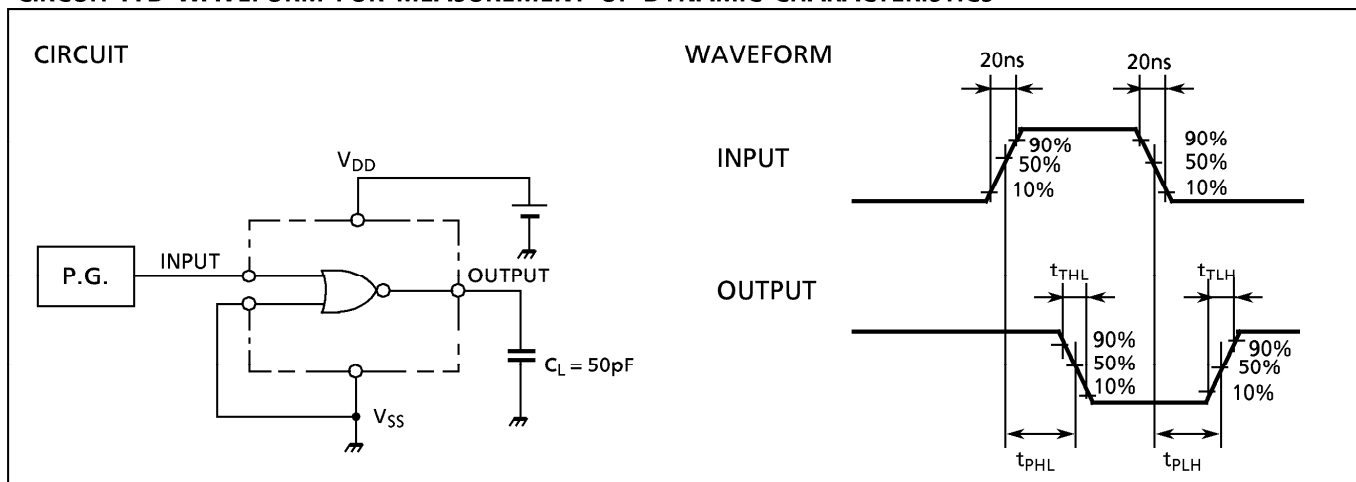 CIRCUIT
V_DD
INPUT
P.G.
OUTPUT
C_L = 50pF
V_SS
WAVEFORM
20ns 20ns
INPUT
90% 90%
50% 50%
10% 10%
t_THL t_TLH
OUTPUT
90% 90%
50% 50%
10% 10%
t_PHL t_PLH